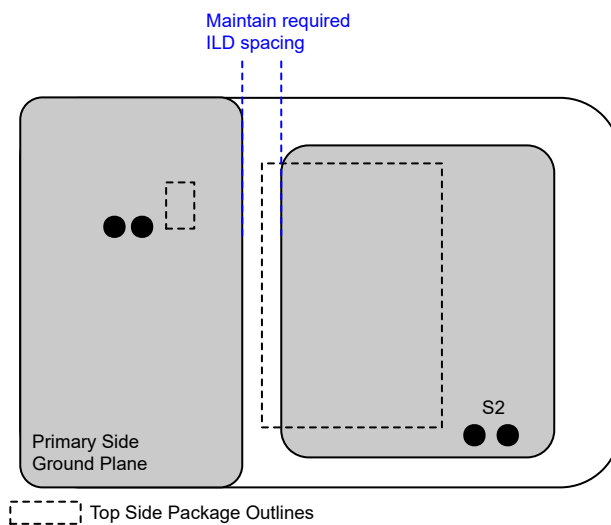 Maintain required
ILD spacing
S2
Primary Side
Ground Plane
Top Side Package Outlines